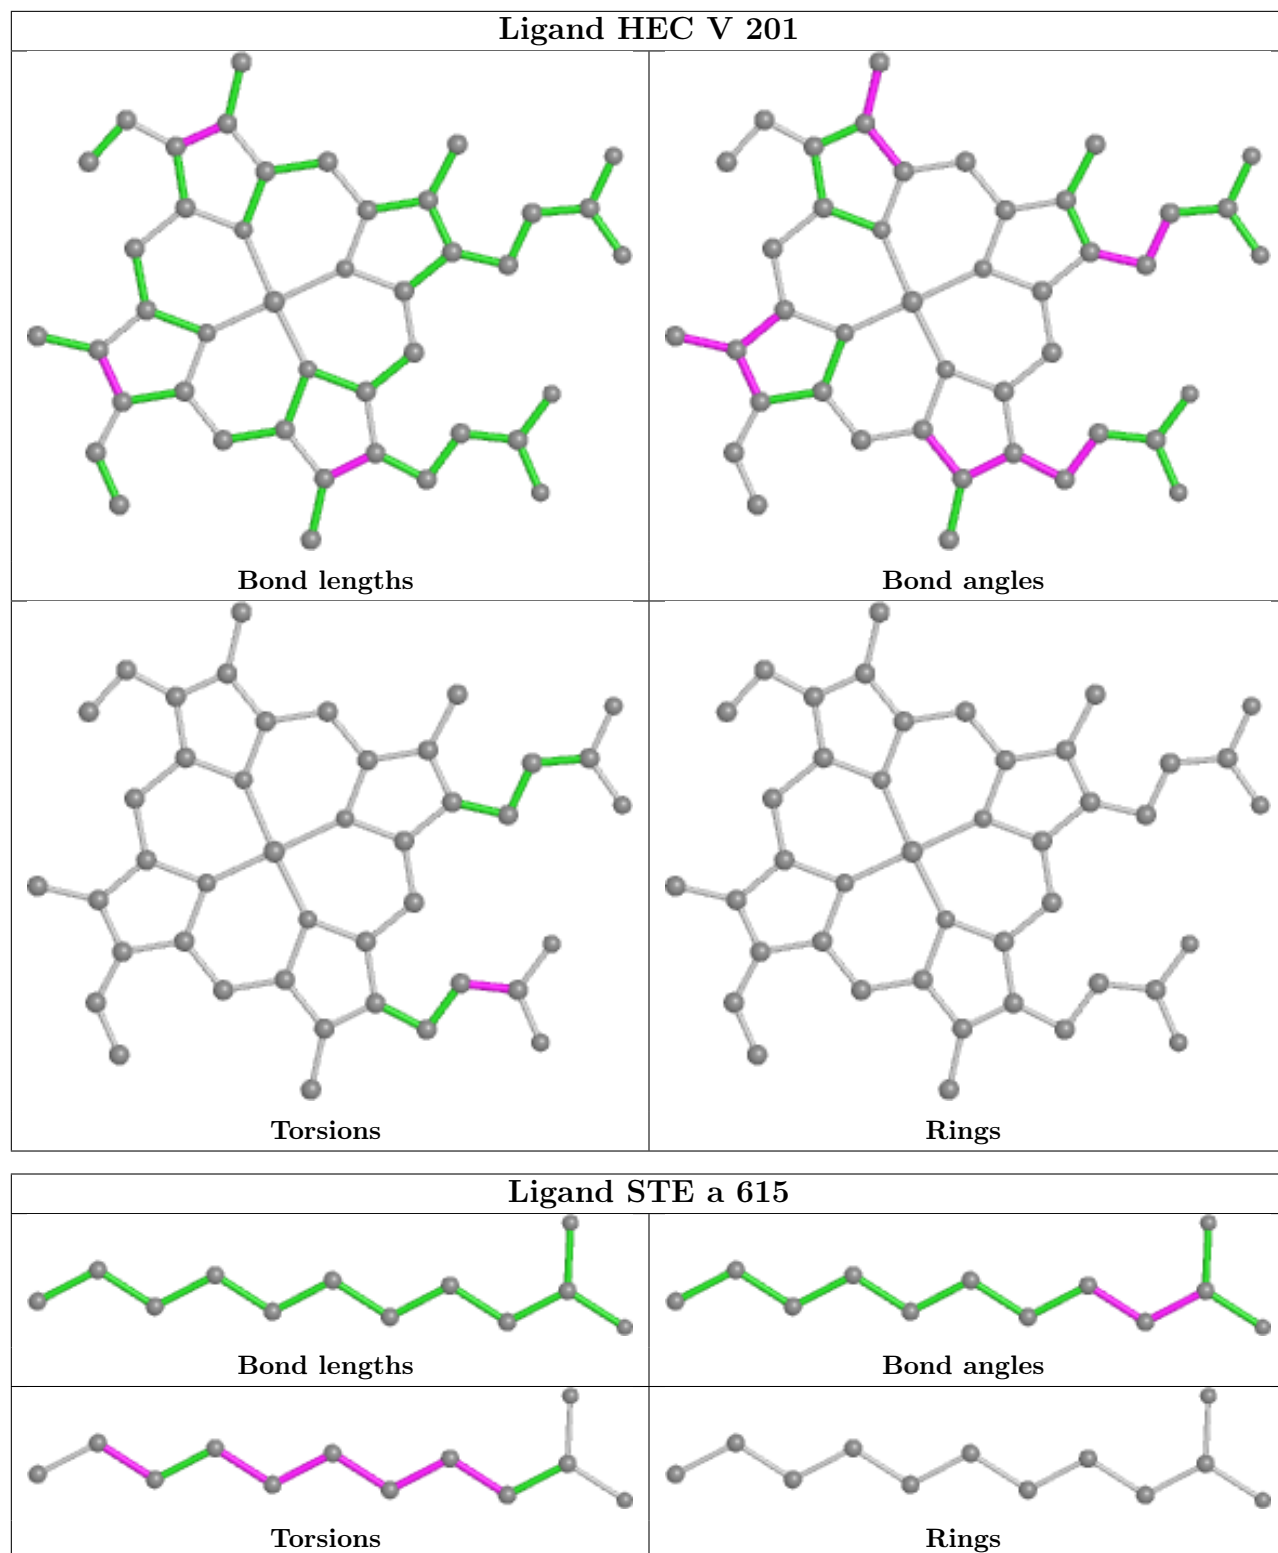 Ligand HEC V 201
Bond lengths
Bond angles
Torsions
Rings
Ligand STE a 615
Bond lengths
Bond angles
Torsions
Rings